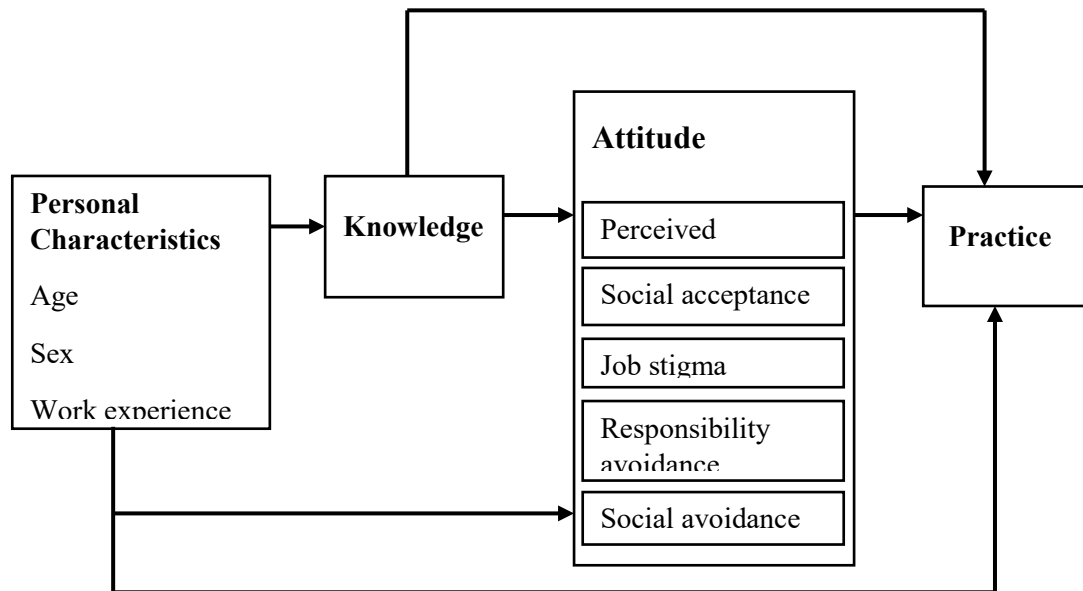 Personal
Characteristics
Age
Sex
Work experience
Knowledge
Attitude
Perceived
Social acceptance
Job stigma
Responsibility
avoidance
Social avoidance
Practice